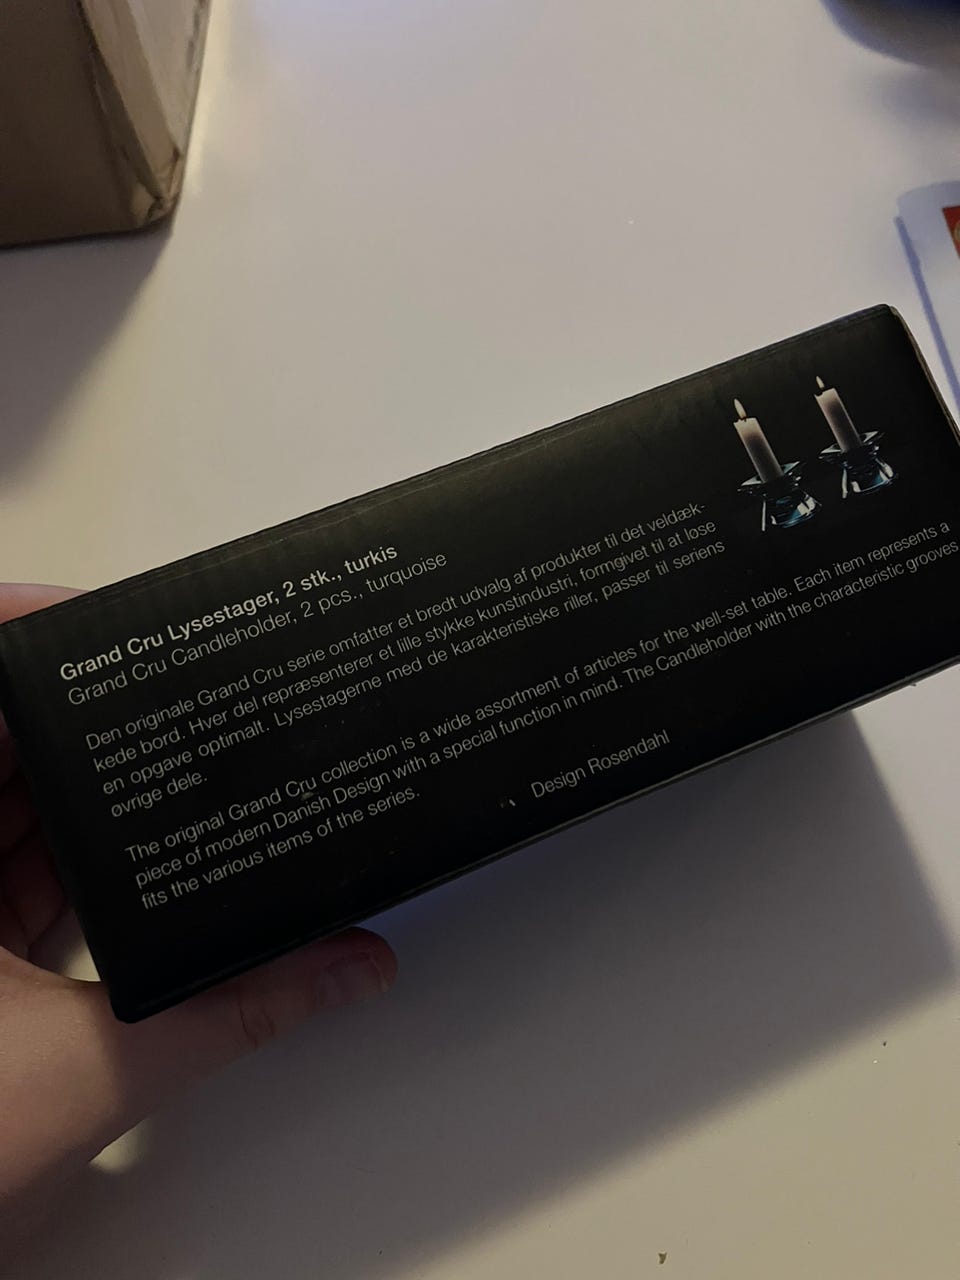 Grand Cru Lysestager, 2 stk., turkis
Grand Cru Candleholder, 2 pcs., turquoise
Den originale Grand Cru serie omfatter et bredt udvalg af produkter til det veldæk-
kede bord. Hver del repræsenterer et lille stykke kunstindustri, formgivet til at løse
en opgave optimalt. Lysestagerne med de karakteristiske riller, passer til seriens
øvrige dele.
The original Grand Cru collection is a wide assortment of articles for the well-set table. Each item represents a
piece of modern Danish Design with a special function in mind. The Candleholder with the characteristic grooves
fits the various items of the series.
Design Rosendahl